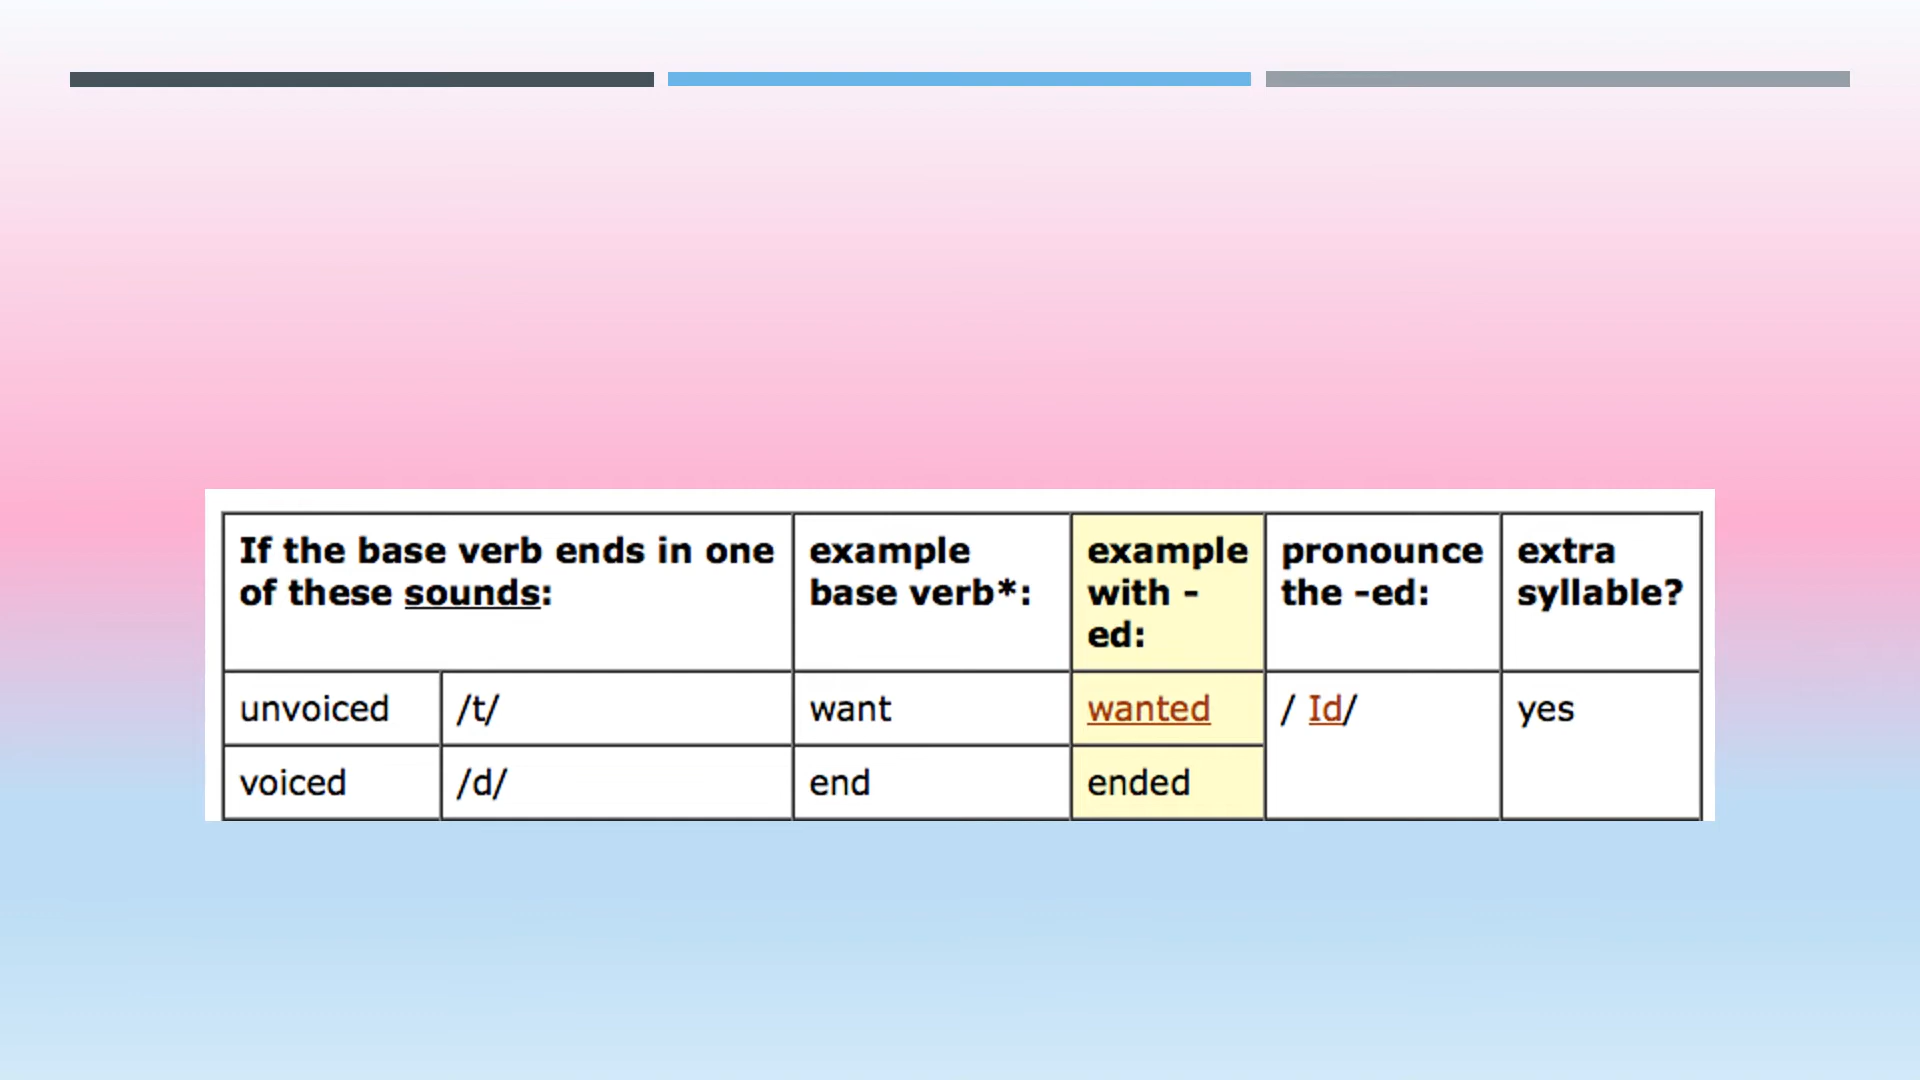 If the base verb ends in one of these sounds: example base verb*: example with -ed: pronounce the -ed: extra syllable?
unvoiced /t/ want wanted / Id/ yes
voiced /d/ end ended